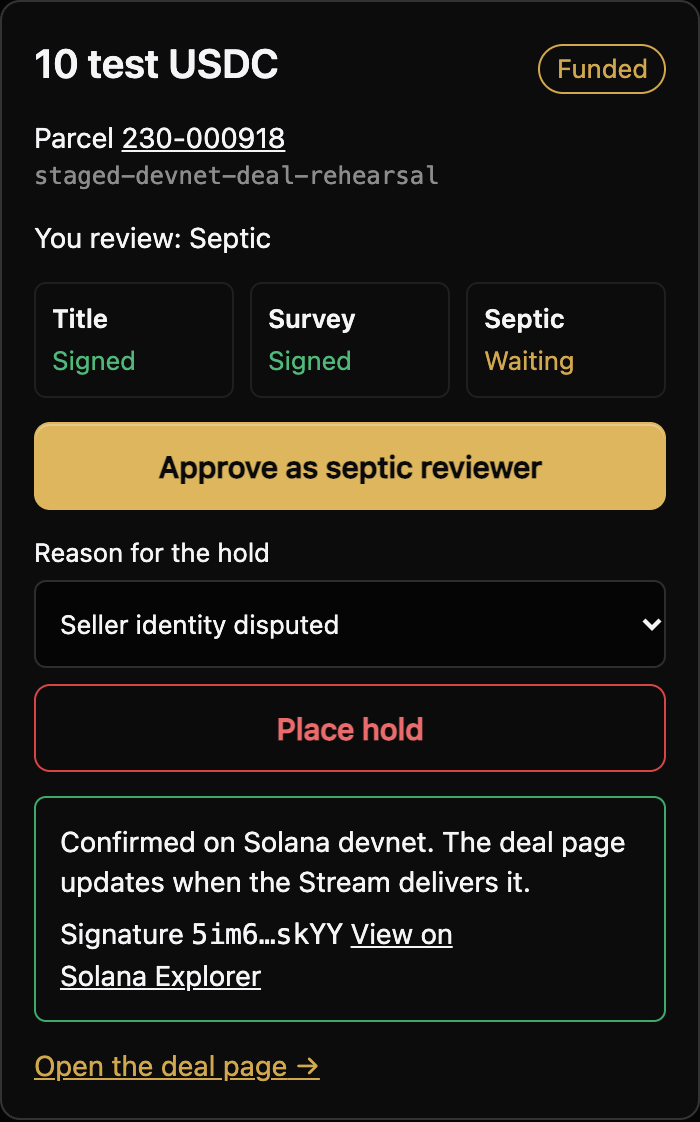 10 test USDC
Funded
Parcel 230-000918
staged-devnet-deal-rehearsal
You review: Septic
Title
Signed
Survey
Signed
Septic
Waiting
Approve as septic reviewer
Reason for the hold
Seller identity disputed
Place hold
Confirmed on Solana devnet. The deal page
updates when the Stream delivers it.
Signature 5im6…skYY View on
Solana Explorer
Open the deal page →